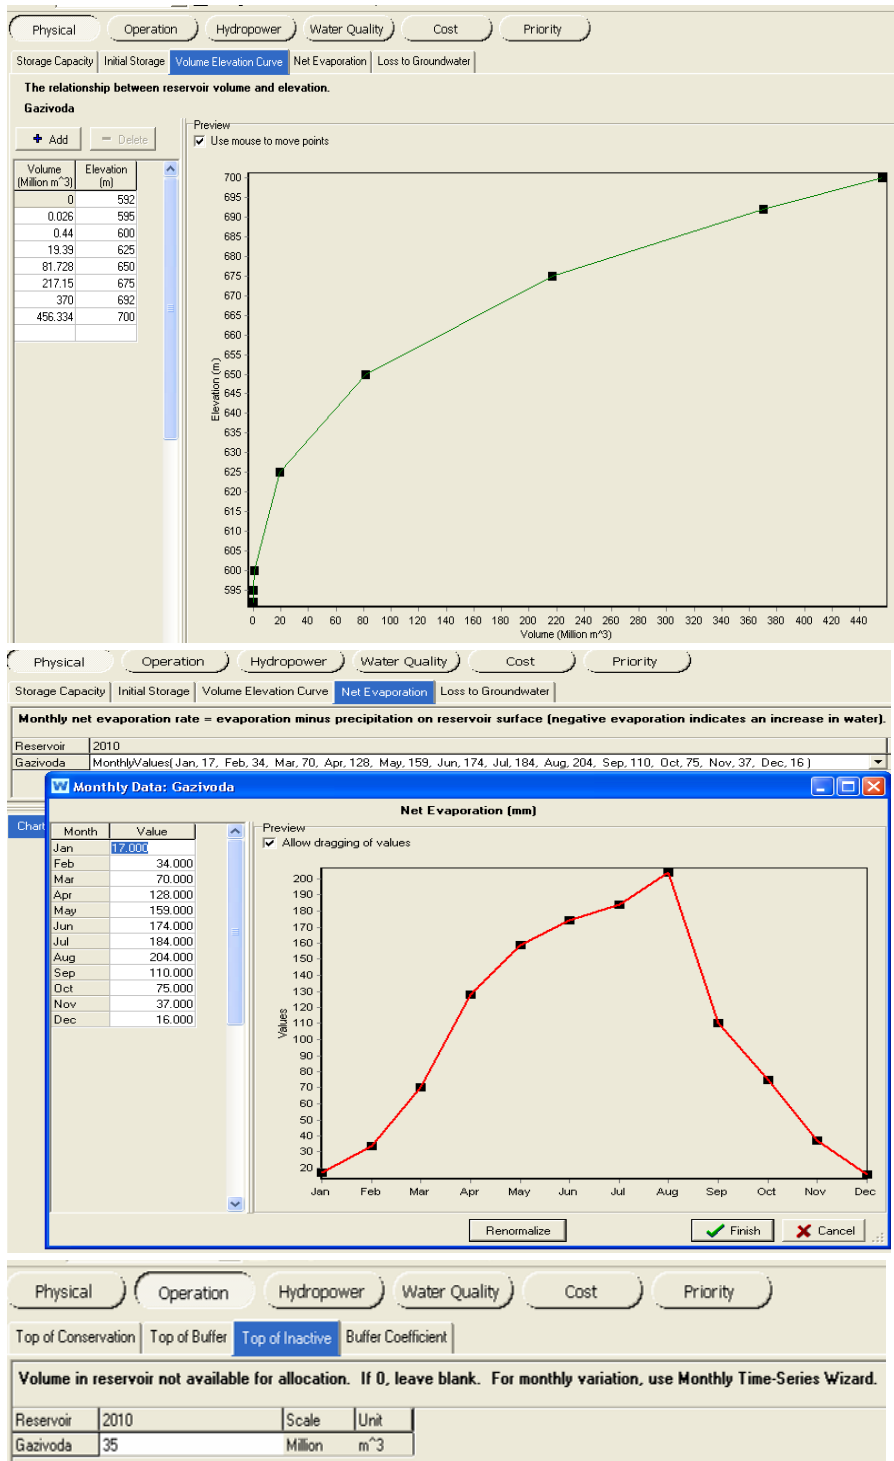 Physical Operation Hydropower Water Quality Cost Priority
Storage Capacity Initial Storage Volume Elevation Curve Net Evaporation Loss to Groundwater
The relationship between reservoir volume and elevation.
Gazivoda
Add Delete
Preview
Use mouse to move points
Volume (Million m^3) Elevation (m)
0 592
0.026 595
0.44 600
19.39 625
81.728 650
217.15 675
370 692
456.334 700
700
695
690
685
680
675
670
665
660
655
650
645
640
635
630
625
620
615
610
605
600
595
Elevation (m)
0 20 40 60 80 100 120 140 160 180 200 220 240 260 280 300 320 340 360 380 400 420 440
Volume (Million m^3)
Physical Operation Hydropower Water Quality Cost Priority
Storage Capacity Initial Storage Volume Elevation Curve Net Evaporation Loss to Groundwater
Monthly net evaporation rate = evaporation minus precipitation on reservoir surface (negative evaporation indicates an increase in water).
Reservoir 2010
Gazivoda MonthlyValues( Jan, 17, Feb, 34, Mar, 70, Apr, 128, May, 159, Jun, 174, Jul, 184, Aug, 204, Sep, 110, Oct, 75, Nov, 37, Dec, 16 )
Chart
W Monthly Data: Gazivoda
Net Evaporation (mm)
Month Value
Jan 17.000
Feb 34.000
Mar 70.000
Apr 128.000
May 159.000
Jun 174.000
Jul 184.000
Aug 204.000
Sep 110.000
Oct 75.000
Nov 37.000
Dec 16.000
Preview
Allow dragging of values
200
190
180
170
160
150
140
130
120
110
100
90
80
70
60
50
40
30
20
Values
Jan Feb Mar Apr May Jun Jul Aug Sep Oct Nov Dec
Renormalize Finish Cancel
Physical Operation Hydropower Water Quality Cost Priority
Top of Conservation Top of Buffer Top of Inactive Buffer Coefficient
Volume in reservoir not available for allocation. If 0, leave blank. For monthly variation, use Monthly Time-Series Wizard.
Reservoir 2010 Scale Unit
Gazivoda 35 Million m^3